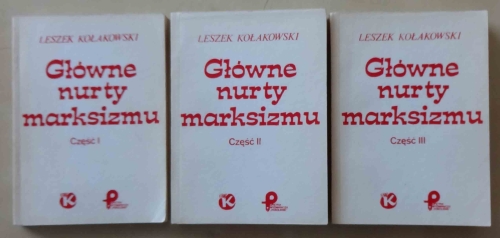 LESZEK KOŁAKOWSKI
Główne
nurty
marksizmu
Część I
K
LESZEK KOŁAKOWSKI
Główne
nurty
marksizmu
Część II
K
LESZEK KOŁAKOWSKI
Główne
nurty
marksizmu
Część III
K